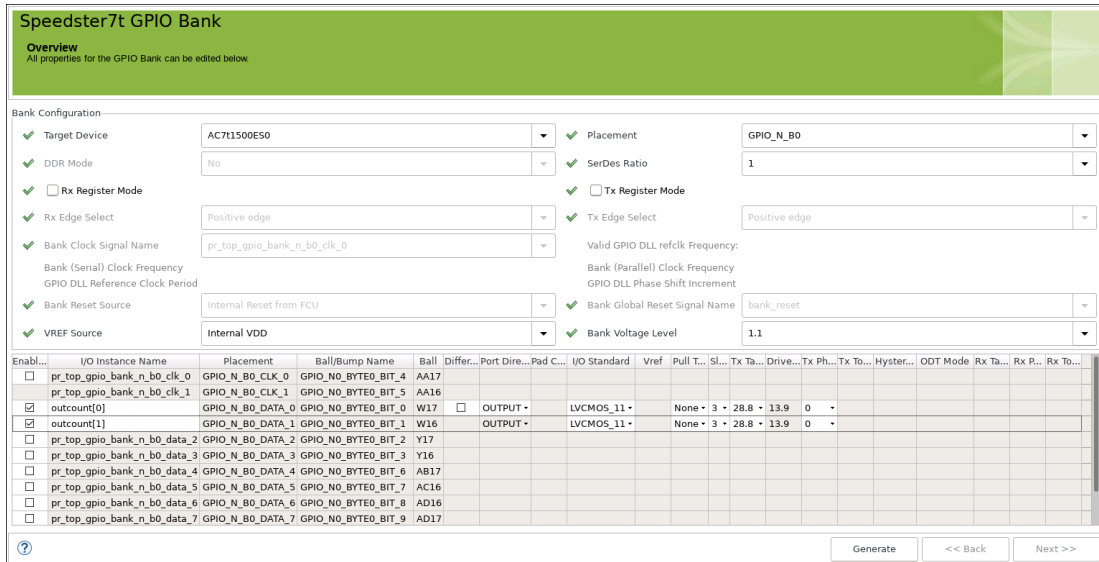 Speedster7t GPIO Bank
Overview
All properties for the GPIO Bank can be edited below.
Bank Configuration
Target Device AC7t1500ES0 Placement GPIO_N_B0
DDR Mode No SerDes Ratio 1
Rx Register Mode Tx Register Mode
Rx Edge Select Positive edge Tx Edge Select Positive edge
Bank Clock Signal Name pr_top_gpio_bank_n_b0_clk_0 Valid GPIO DLL refclk Frequency:
Bank (Serial) Clock Frequency Bank (Parallel) Clock Frequency
GPIO DLL Reference Clock Period GPIO DLL Phase Shift Increment
Bank Reset Source Internal Reset from FCU Bank Global Reset Signal Name bank_reset
VREF Source Internal VDD Bank Voltage Level 1.1
Enabl... I/O Instance Name Placement Ball/Bump Name Ball Differ... Port Dire... Pad C... I/O Standard Vref Pull T... Sl... Tx Ta... Drive... Tx Ph... Tx To... Hyster... ODT Mode Rx Ta... Rx P... Rx To...
pr_top_gpio_bank_n_b0_clk_0 GPIO_N_B0_CLK_0 GPIO_N0_BYTE0_BIT_4 AA17
pr_top_gpio_bank_n_b0_clk_1 GPIO_N_B0_CLK_1 GPIO_N0_BYTE0_BIT_5 AA16
outcount[0] GPIO_N_B0_DATA_0 GPIO_N0_BYTE0_BIT_0 W17 OUTPUT LVCMOS_11 None 3 28.8 13.9 0
outcount[1] GPIO_N_B0_DATA_1 GPIO_N0_BYTE0_BIT_1 W16 OUTPUT LVCMOS_11 None 3 28.8 13.9 0
pr_top_gpio_bank_n_b0_data_2 GPIO_N_B0_DATA_2 GPIO_N0_BYTE0_BIT_2 Y17
pr_top_gpio_bank_n_b0_data_3 GPIO_N_B0_DATA_3 GPIO_N0_BYTE0_BIT_3 Y16
pr_top_gpio_bank_n_b0_data_4 GPIO_N_B0_DATA_4 GPIO_N0_BYTE0_BIT_6 AB17
pr_top_gpio_bank_n_b0_data_5 GPIO_N_B0_DATA_5 GPIO_N0_BYTE0_BIT_7 AC16
pr_top_gpio_bank_n_b0_data_6 GPIO_N_B0_DATA_6 GPIO_N0_BYTE0_BIT_8 AD16
pr_top_gpio_bank_n_b0_data_7 GPIO_N_B0_DATA_7 GPIO_N0_BYTE0_BIT_9 AD17
? Generate << Back Next >>